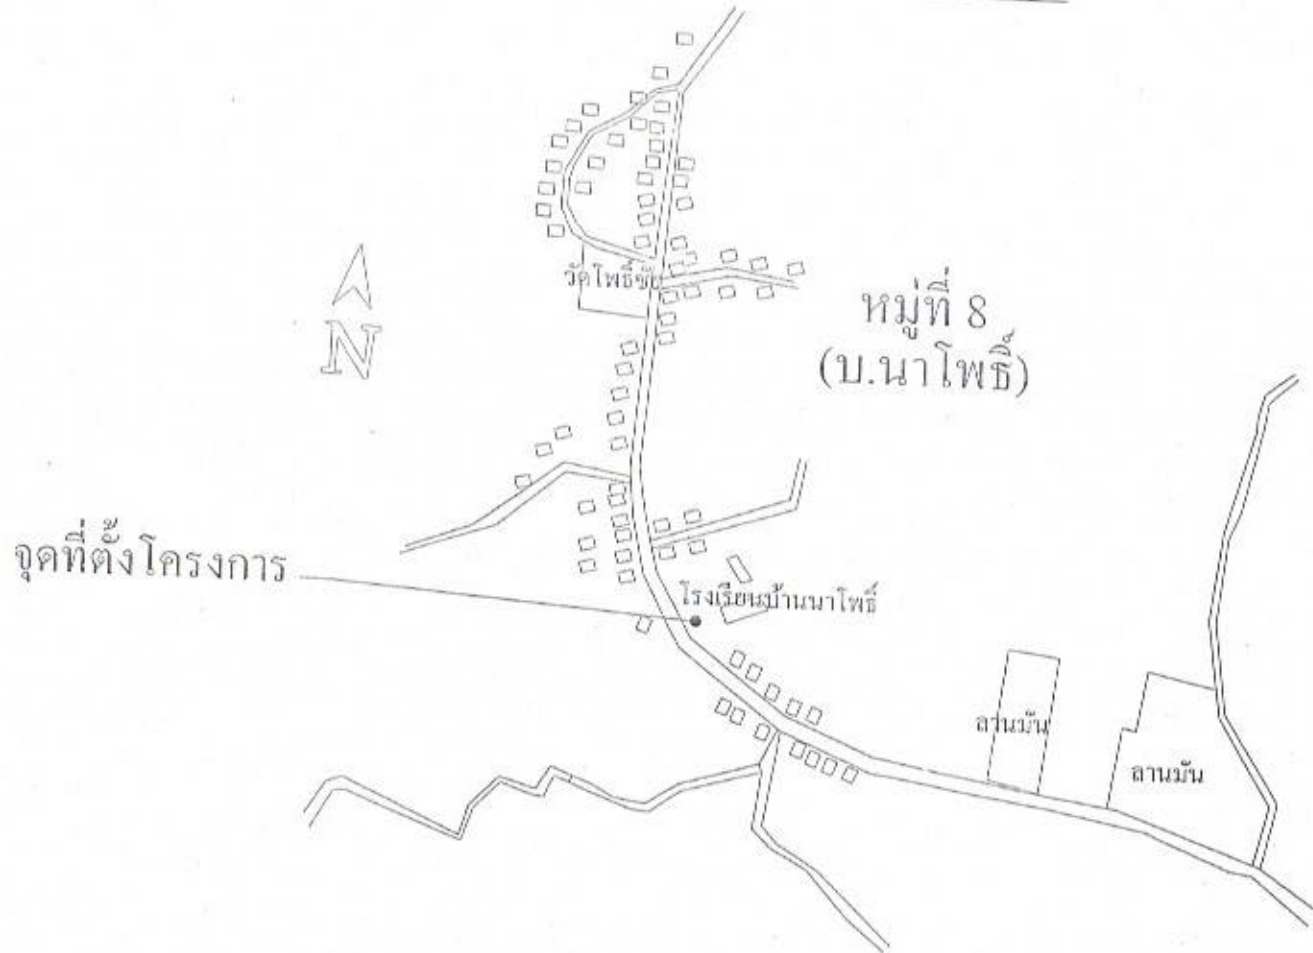 วัดโพธิ์ชัย
หมู่ที่ 8
(บ.นาโพธิ์)
N
จุดที่ตั้งโครงการ
โรงเรียนบ้านนาโพธิ์
ลานมัน
ลานมัน